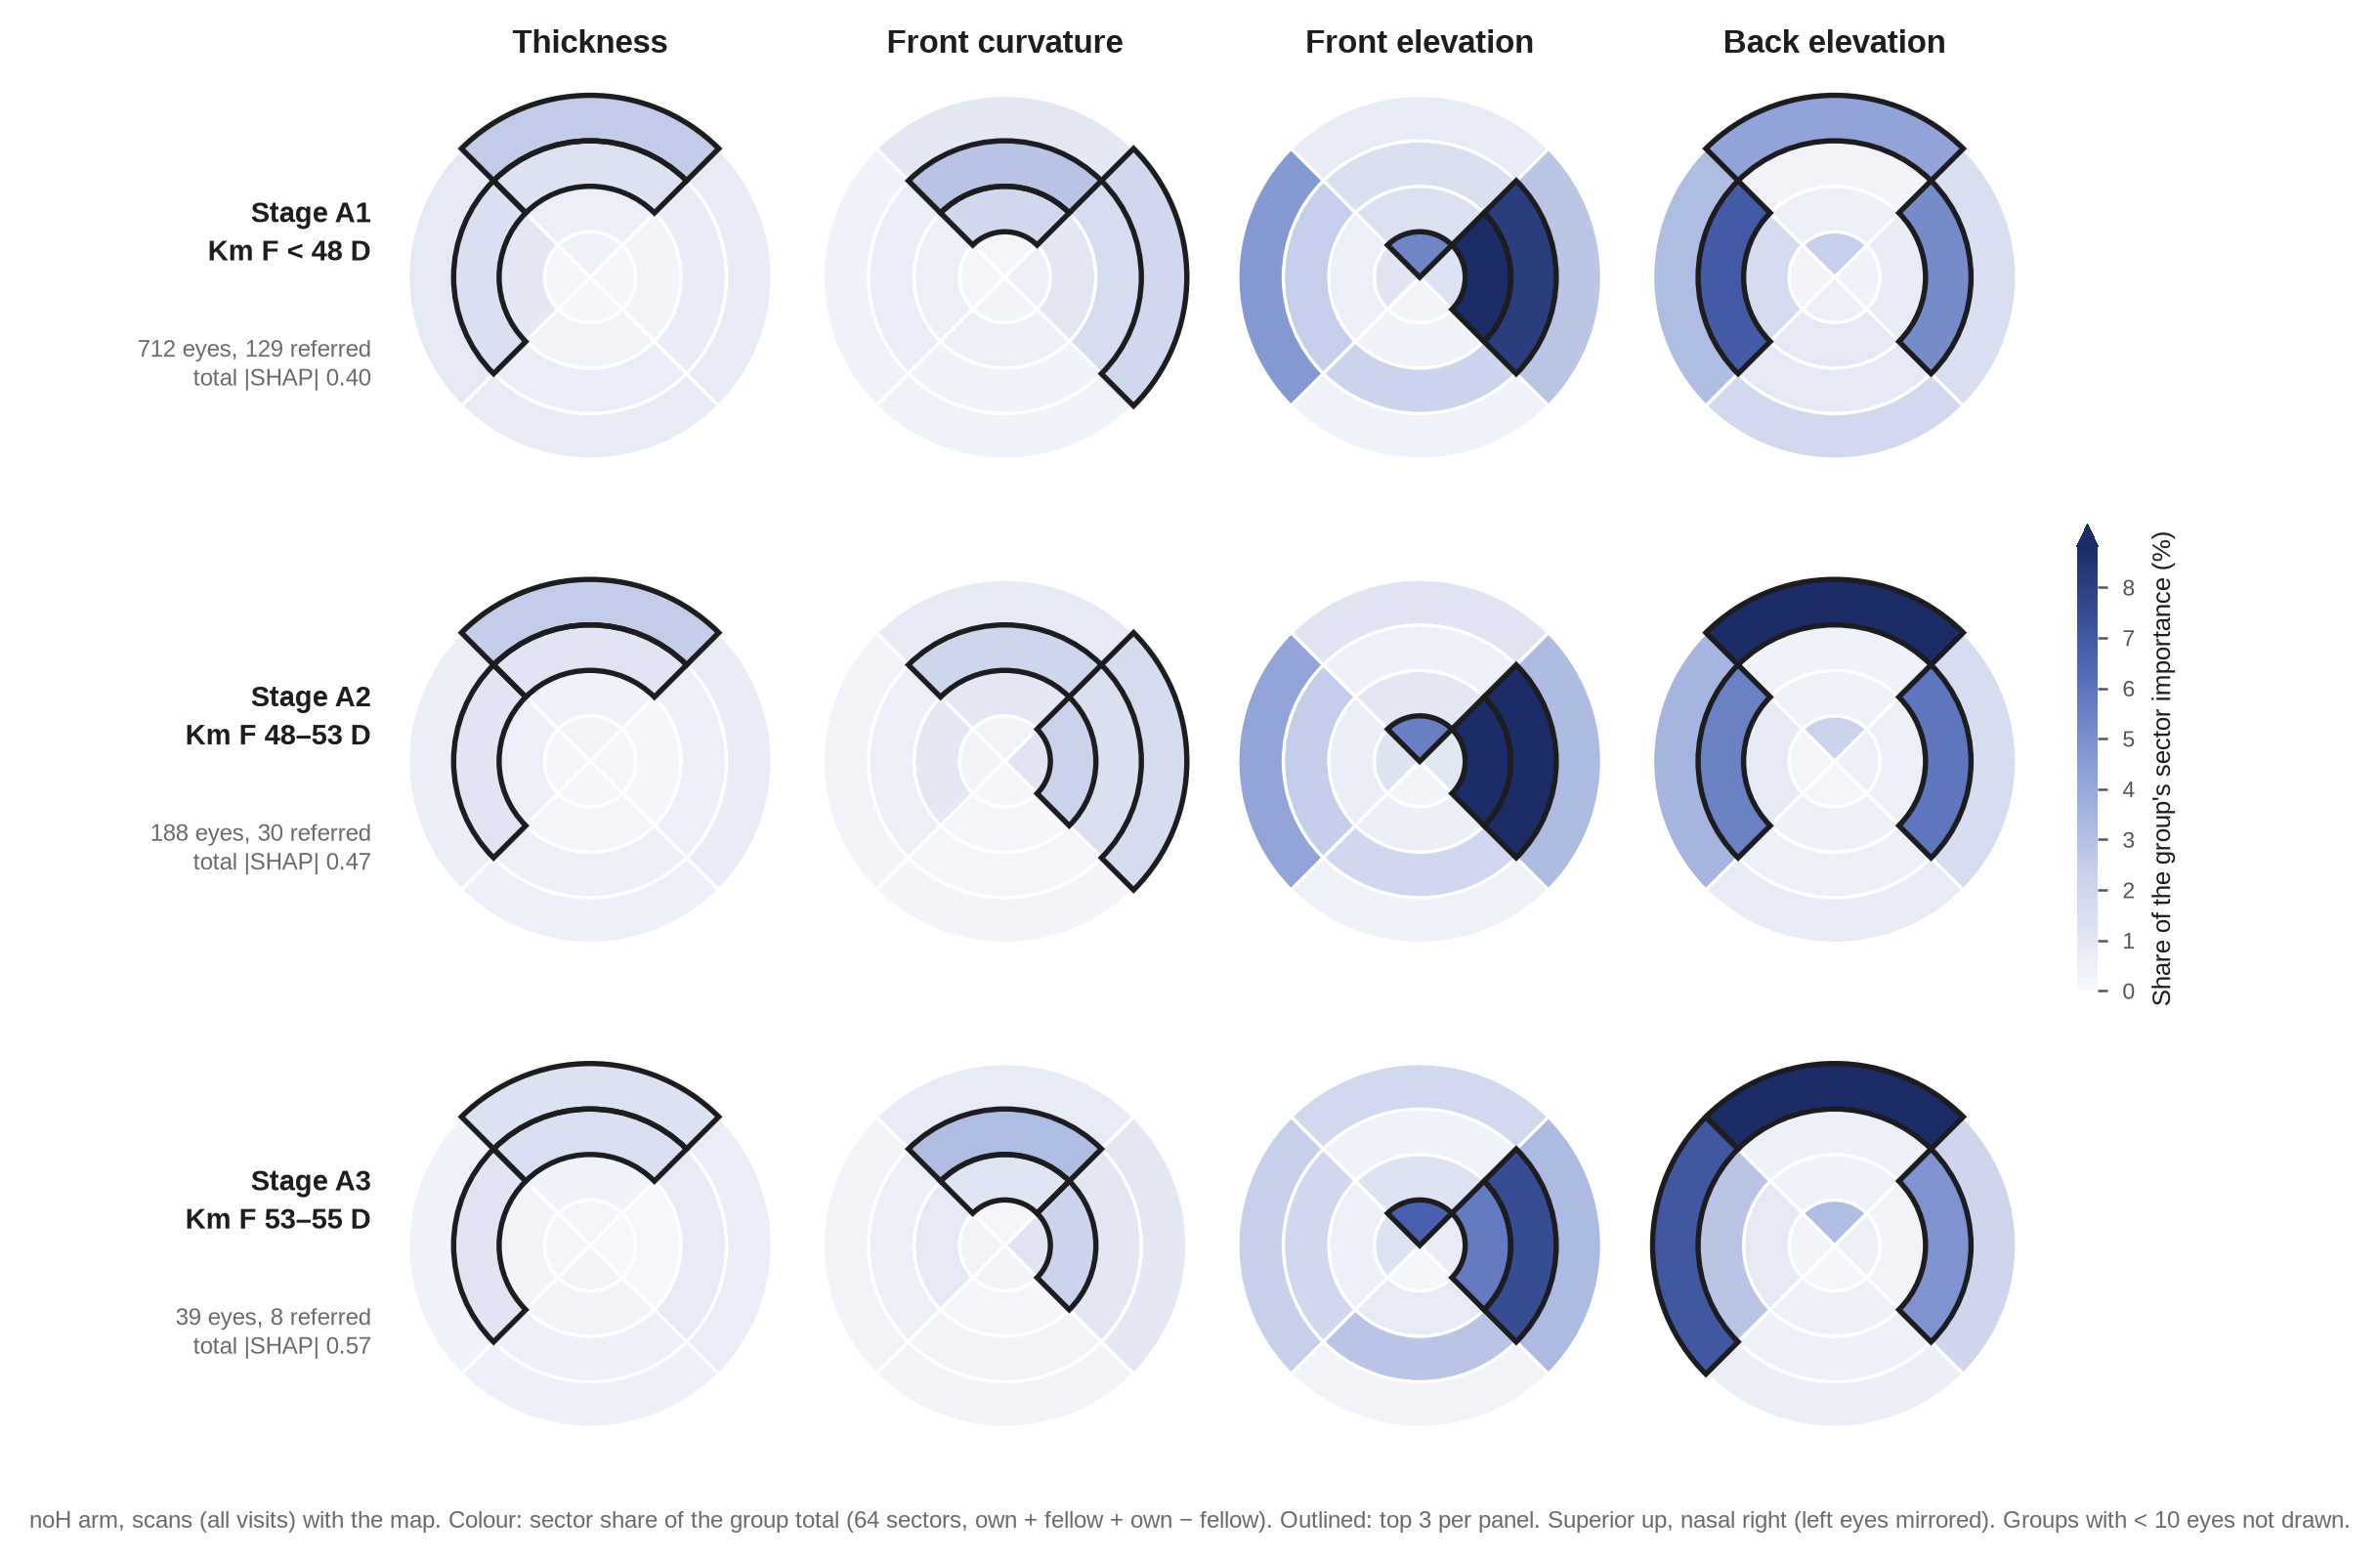 Thickness
Front curvature
Front elevation
Back elevation
Stage A1
Km F < 48 D
712 eyes, 129 referred
total |SHAP| 0.40
Stage A2
Km F 48–53 D
188 eyes, 30 referred
total |SHAP| 0.47
8
7
6
5
4
3
2
1
0
Share of the group's sector importance (%)
Stage A3
Km F 53–55 D
39 eyes, 8 referred
total |SHAP| 0.57
noH arm, scans (all visits) with the map. Colour: sector share of the group total (64 sectors, own + fellow + own − fellow). Outlined: top 3 per panel. Superior up, nasal right (left eyes mirrored). Groups with < 10 eyes not drawn.